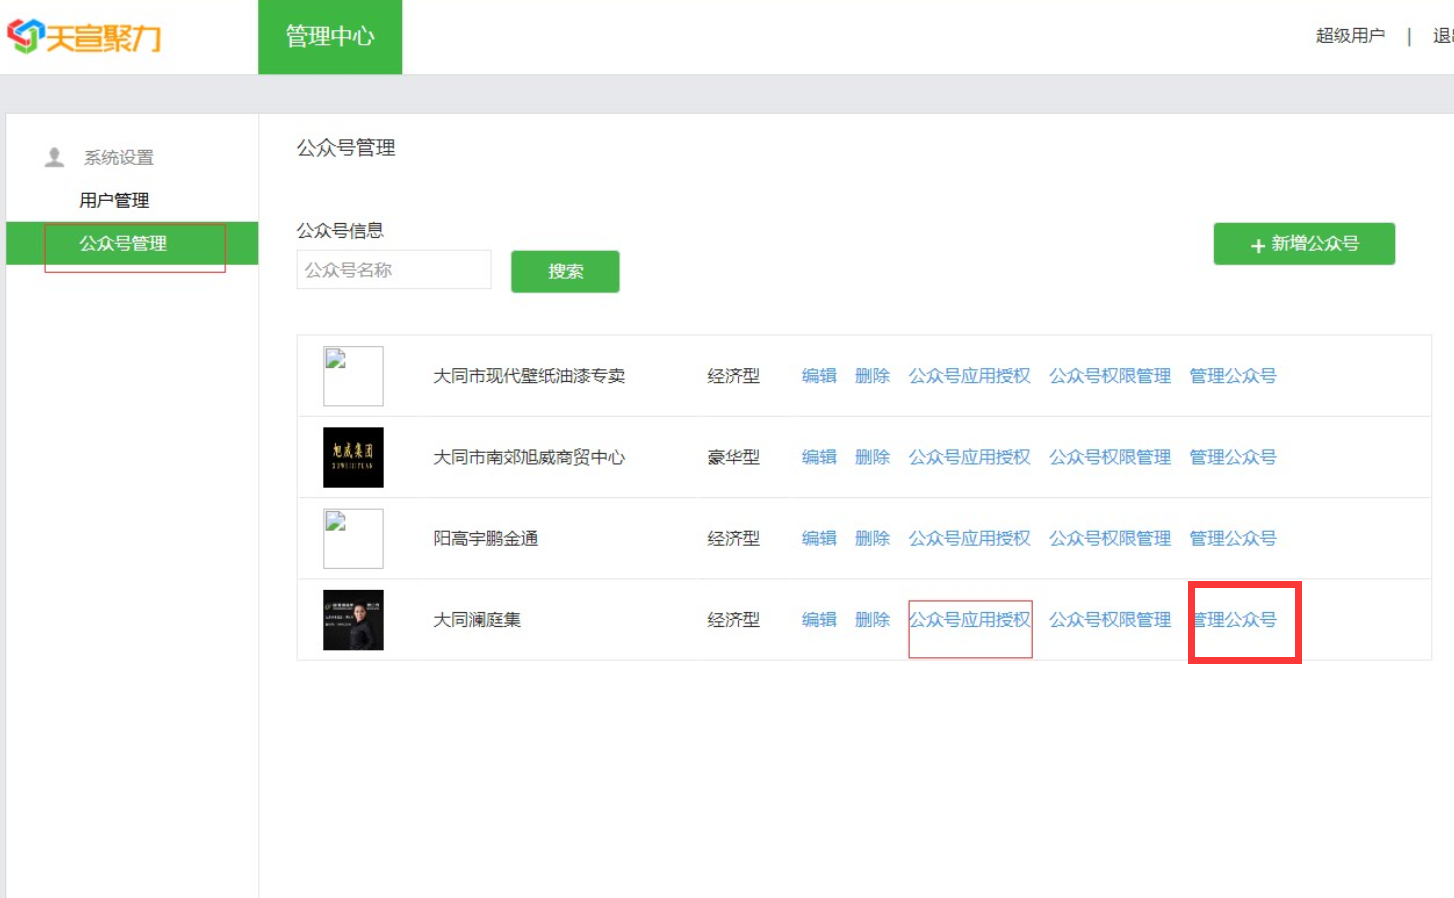 天宣聚力
管理中心
超级用户 | 退
系统设置
用户管理
公众号管理
公众号管理
公众号信息
公众号名称
搜索
+ 新增公众号
大同市现代壁纸油漆专卖 经济型 编辑 删除 公众号应用授权 公众号权限管理 管理公众号
旭威集团
大同市南郊旭威商贸中心 豪华型 编辑 删除 公众号应用授权 公众号权限管理 管理公众号
阳高宇鹏金通 经济型 编辑 删除 公众号应用授权 公众号权限管理 管理公众号
大同澜庭集 经济型 编辑 删除 公众号应用授权 公众号权限管理 管理公众号